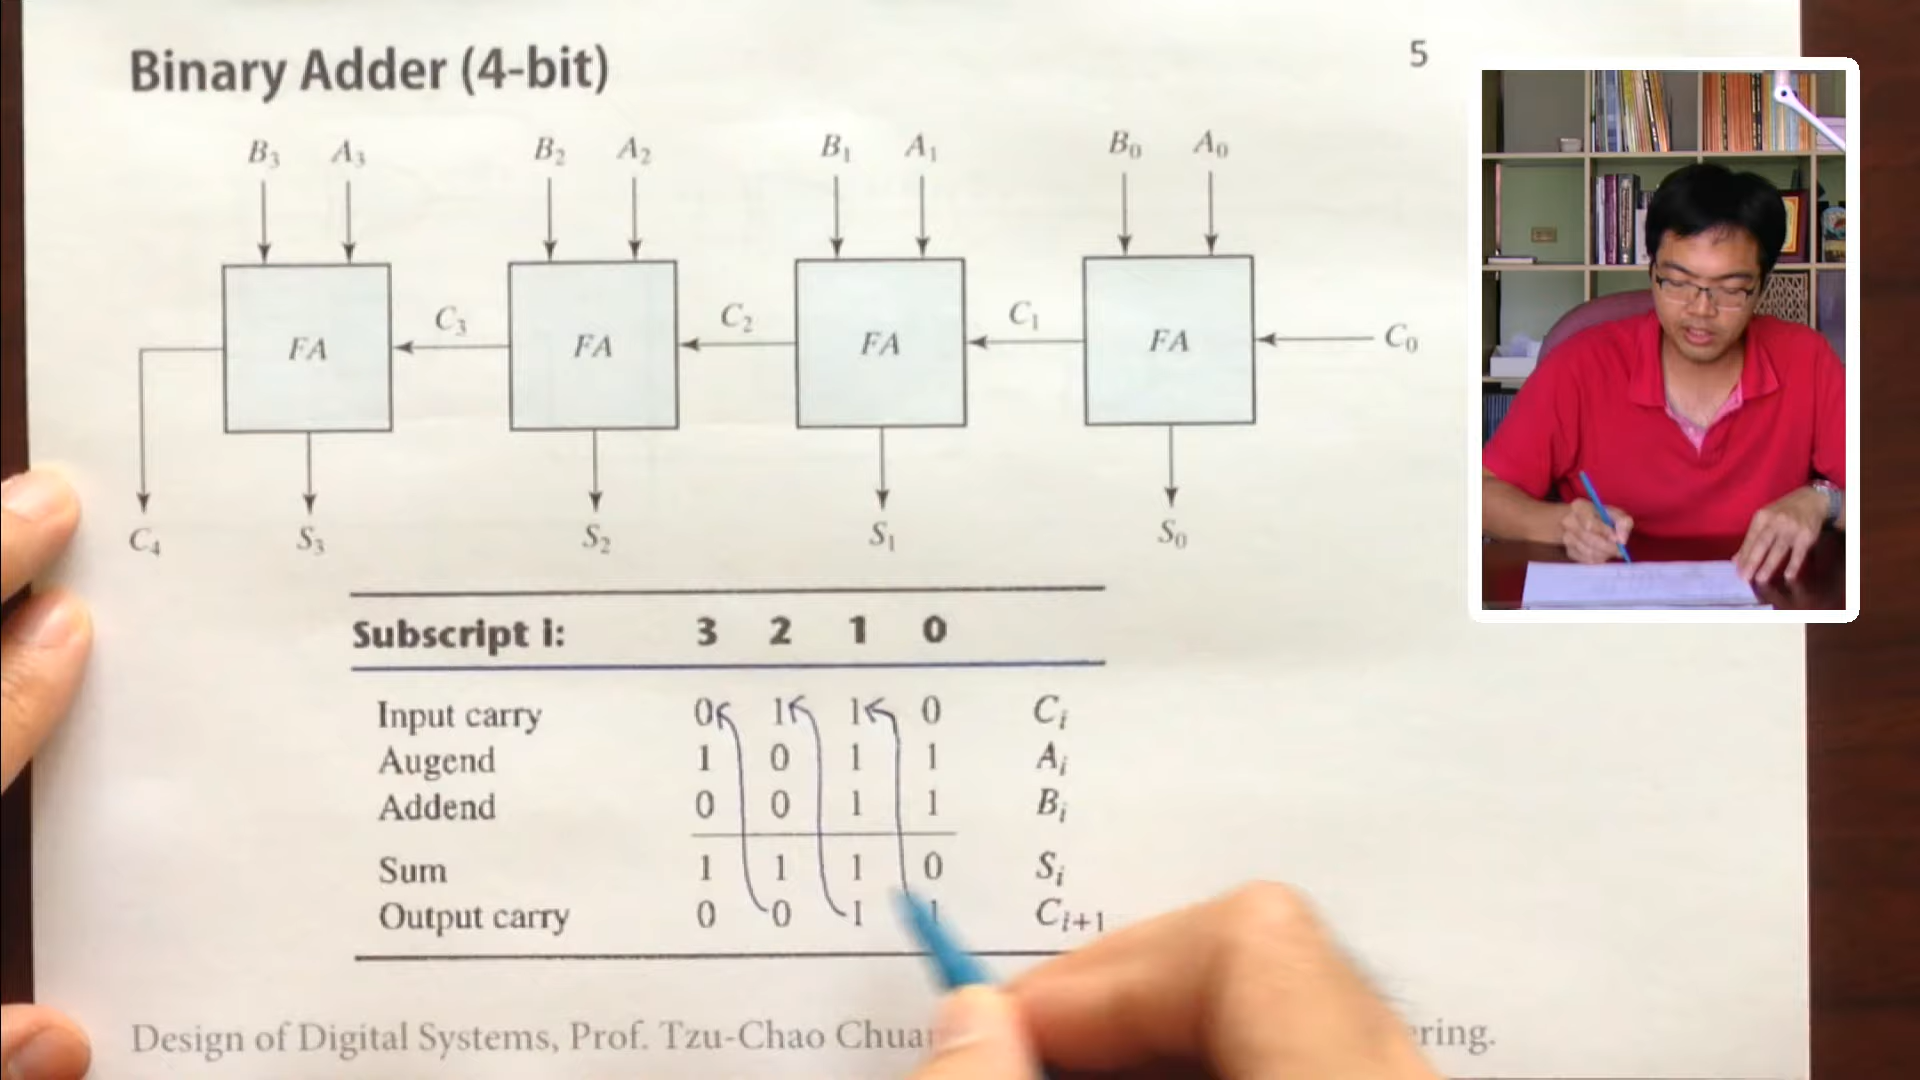 Binary Adder (4-bit)
5
B3 A3 B2 A2 B1 A1 B0 A0
FA C3 FA C2 FA C1 FA C0
C4 S3 S2 S1 S0
Subscript i: 3 2 1 0
Input carry 0 1 1 0 Ci
Augend 1 0 1 1 Ai
Addend 0 0 1 1 Bi
Sum 1 1 1 0 Si
Output carry 0 0 1 1 Ci+1
Design of Digital Systems, Prof. Tzu-Chao